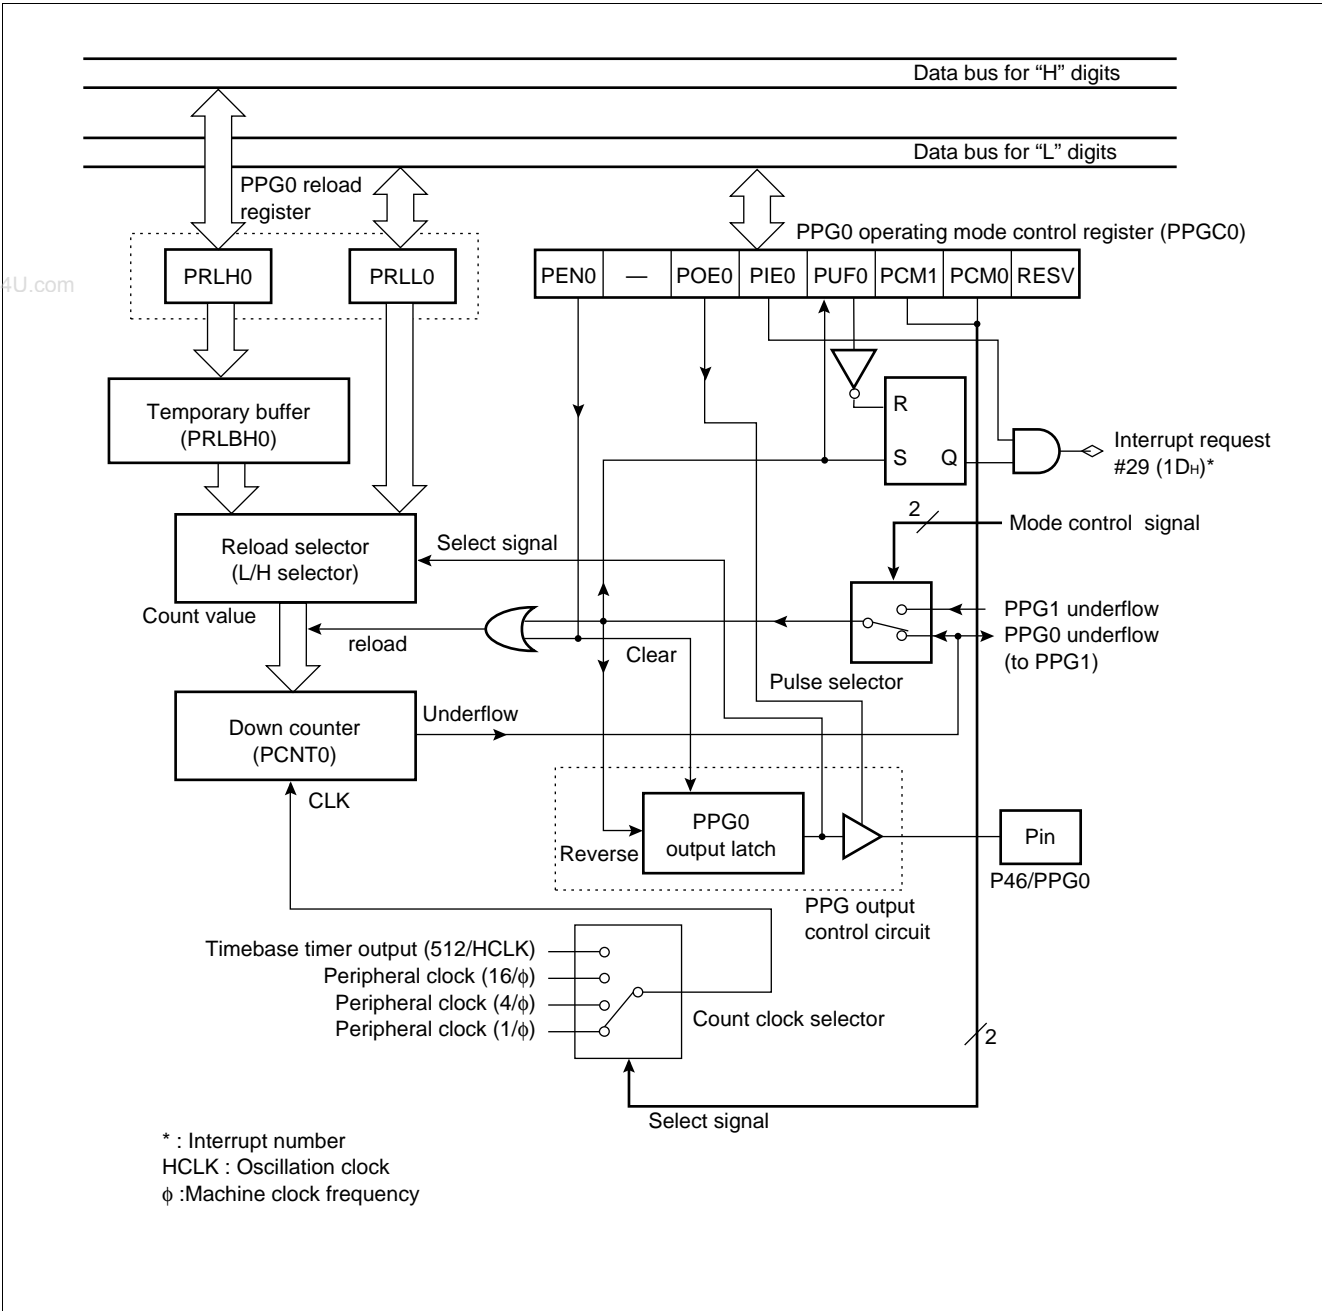 Data bus for “H” digits
Data bus for “L” digits
PPG0 reload
register
PPG0 operating mode control register (PPGC0)
4U.com
PRLH0
PRLL0
PEN0
—
POE0
PIE0
PUF0
PCM1
PCM0
RESV
Temporary buffer
(PRLBH0)
R
S
Q
Interrupt request
#29 (1DH)*
2
Mode control signal
Reload selector
(L/H selector)
Select signal
Count value
reload
Clear
PPG1 underflow
PPG0 underflow
(to PPG1)
Pulse selector
Down counter
(PCNT0)
Underflow
CLK
PPG0
output latch
Reverse
Pin
P46/PPG0
PPG output
control circuit
Timebase timer output (512/HCLK)
Peripheral clock (16/ϕ)
Peripheral clock (4/ϕ)
Peripheral clock (1/ϕ)
Count clock selector
2
Select signal
* : Interrupt number
HCLK : Oscillation clock
ϕ :Machine clock frequency